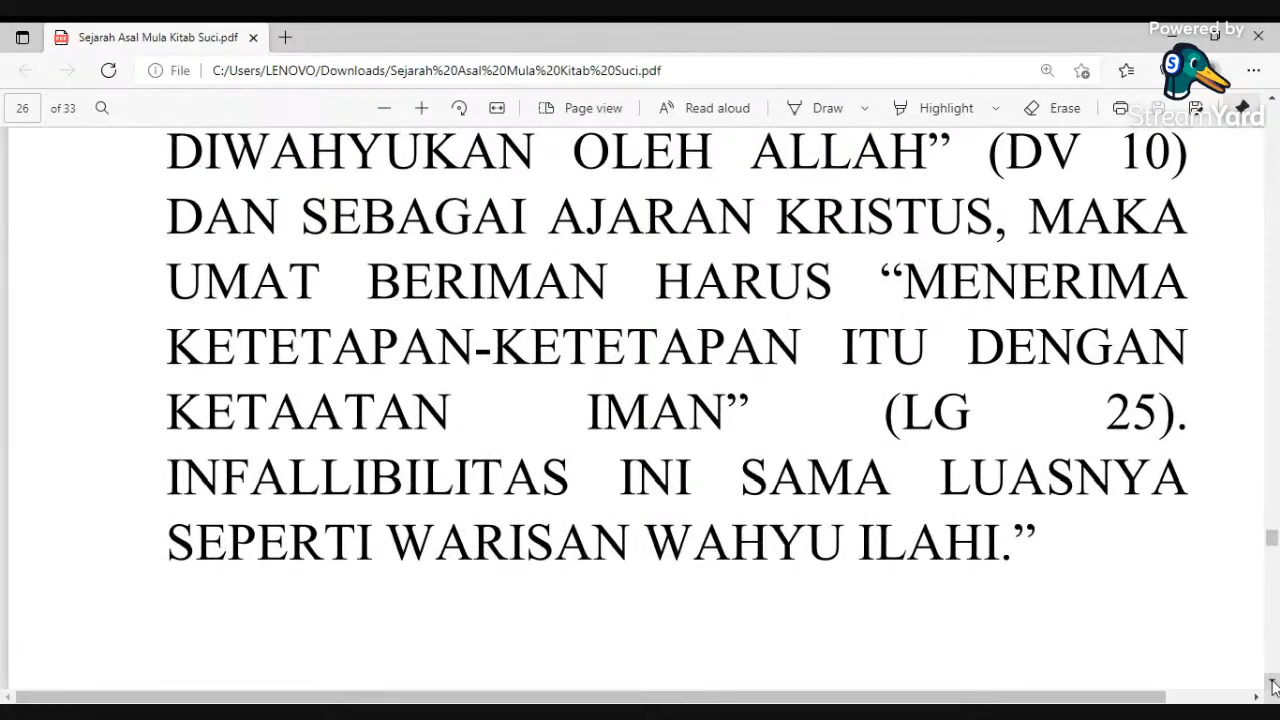 Sejarah Asal Mula Kitab Suci.pdf
Powered by
File C:/Users/LENOVO/Downloads/Sejarah%20Asal%20Mula%20Kitab%20Suci.pdf
26 of 33 Page view Read aloud Draw Highlight Erase
StreamYard
DIWAHYUKAN OLEH ALLAH” (DV 10)
DAN SEBAGAI AJARAN KRISTUS, MAKA
UMAT BERIMAN HARUS “MENERIMA
KETETAPAN-KETETAPAN ITU DENGAN
KETAATAN IMAN” (LG 25).
INFALLIBILITAS INI SAMA LUASNYA
SEPERTI WARISAN WAHYU ILAHI.”